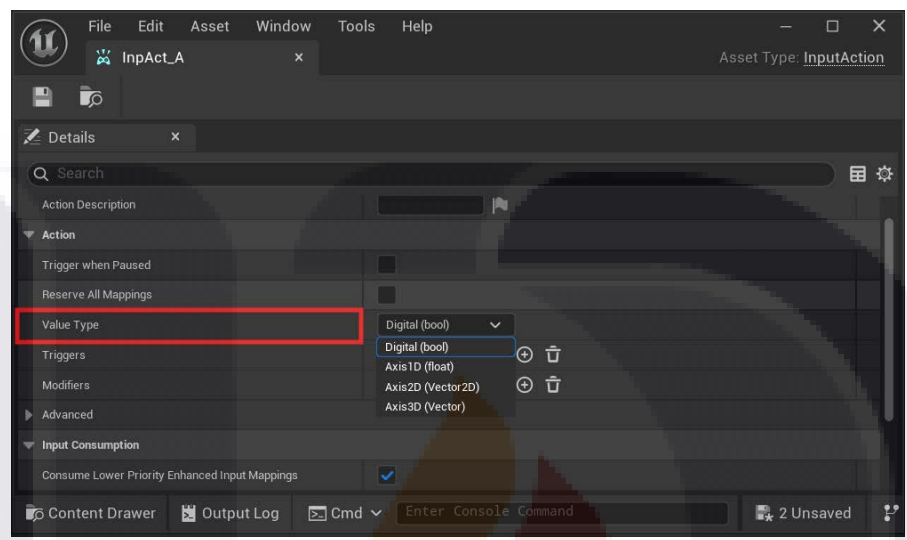 File Edit Asset Window Tools Help
InpAct_A
Asset Type: InputAction
Details
Search
Action Description
Action
Trigger when Paused
Reserve All Mappings
Value Type Digital (bool)
Digital (bool)
Triggers
Axis1D (float)
Modifiers Axis2D (Vector2D)
Axis3D (Vector)
Advanced
Input Consumption
Consume Lower Priority Enhanced Input Mappings
Content Drawer Output Log Cmd Enter Console Command 2 Unsaved